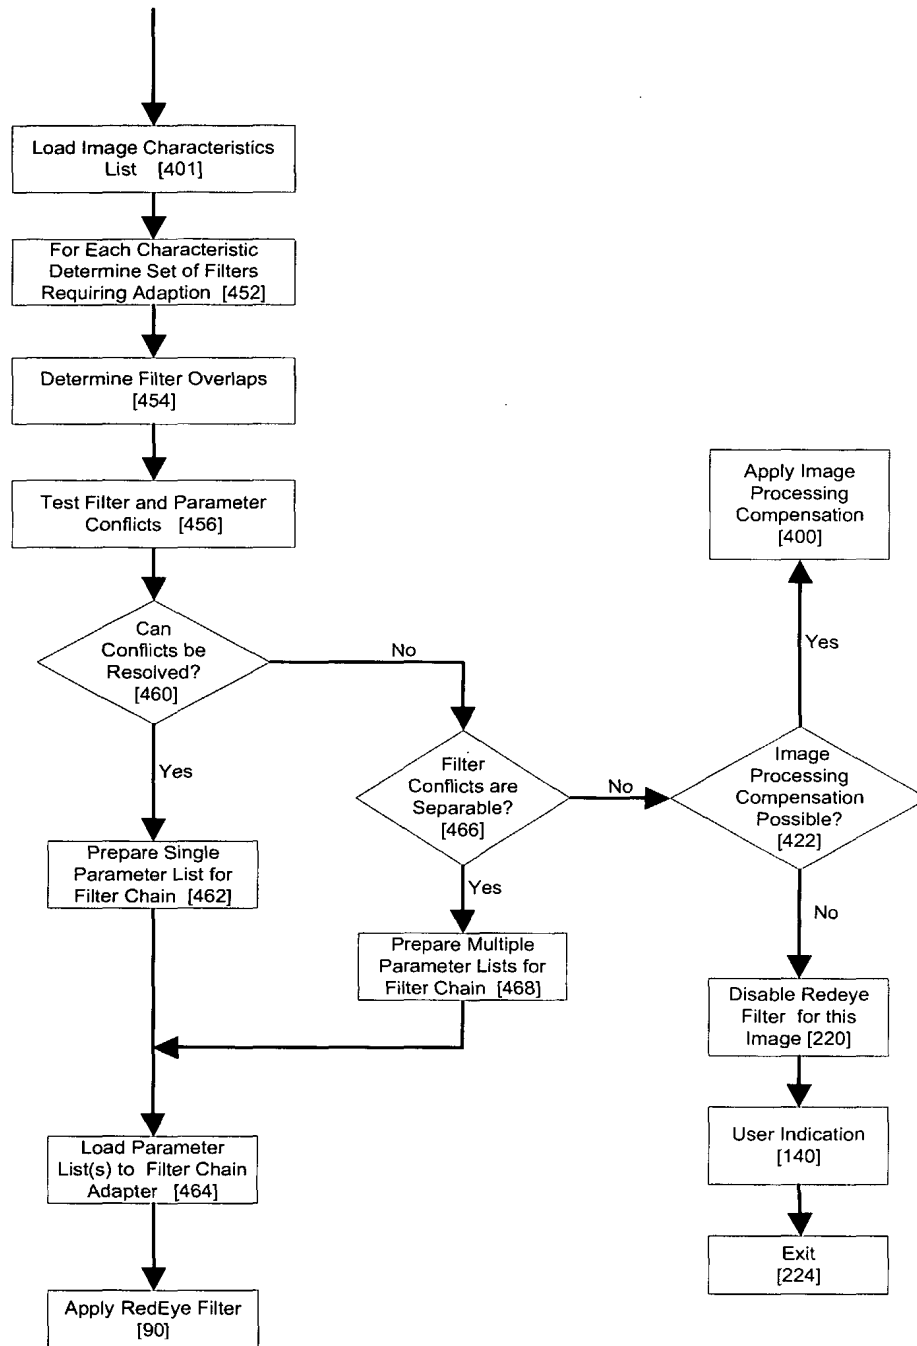 Load Image Characteristics
List [401]
For Each Characteristic
Determine Set of Filters
Requiring Adaption [452]
Determine Filter Overlaps
[454]
Test Filter and Parameter
Conflicts [456]
Can
Conflicts be
Resolved?
[460]
No
Yes
Prepare Single
Parameter List for
Filter Chain [462]
Filter
Conflicts are
Separable?
[466]
No
Yes
Prepare Multiple
Parameter Lists for
Filter Chain [468]
Load Parameter
List(s) to Filter Chain
Adapter [464]
Apply RedEye Filter
[90]
Apply Image
Processing
Compensation
[400]
Yes
Image
Processing
Compensation
Possible?
[422]
No
Disable Redeye
Filter for this
Image [220]
User Indication
[140]
Exit
[224]